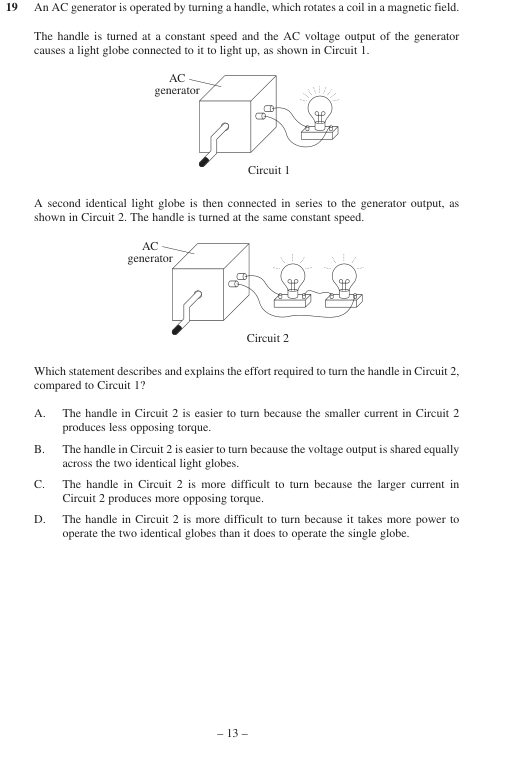 19 An AC generator is operated by turning a handle, which rotates a coil in a magnetic field.
The handle is turned at a constant speed and the AC voltage output of the generator
causes a light globe connected to it to light up, as shown in Circuit 1.
AC
generator
Circuit 1
A second identical light globe is then connected in series to the generator output, as
shown in Circuit 2. The handle is turned at the same constant speed.
AC
generator
Circuit 2
Which statement describes and explains the effort required to turn the handle in Circuit 2,
compared to Circuit 1?
A. The handle in Circuit 2 is easier to turn because the smaller current in Circuit 2
produces less opposing torque.
B. The handle in Circuit 2 is easier to turn because the voltage output is shared equally
across the two identical light globes.
C. The handle in Circuit 2 is more difficult to turn because the larger current in
Circuit 2 produces more opposing torque.
D. The handle in Circuit 2 is more difficult to turn because it takes more power to
operate the two identical globes than it does to operate the single globe.
– 13 –